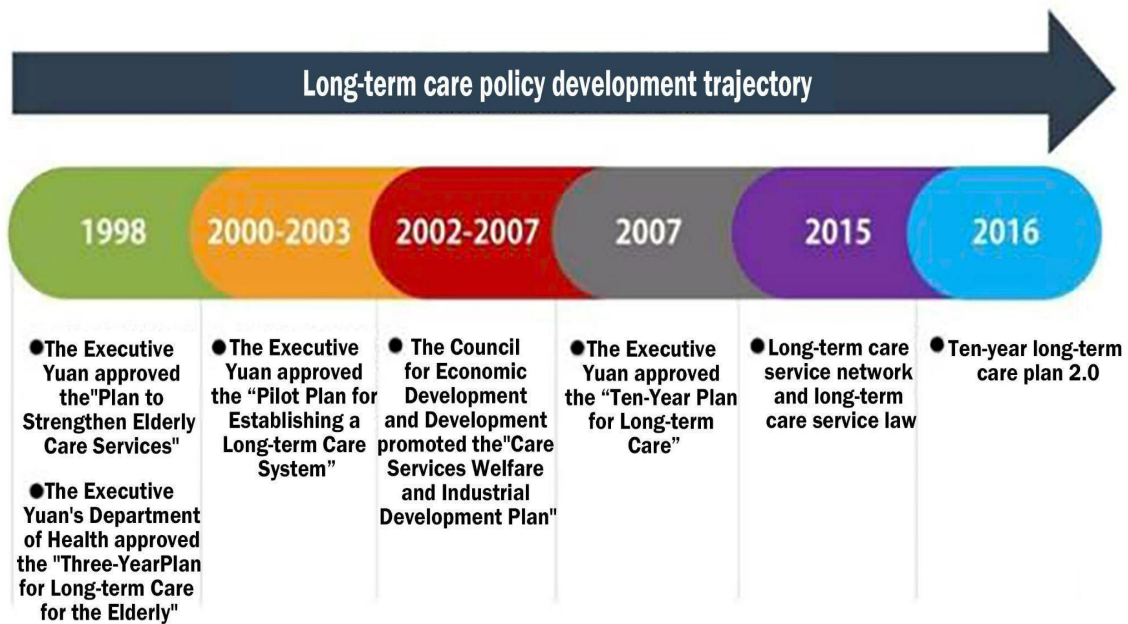 Long-term care policy development trajectory
1998
2000-2003
2002-2007
2007
2015
2016
●The Executive
Yuan approved
the"Plan to
Strengthen Elderly
Care Services"
●The Executive
Yuan's Department
of Health approved
the "Three-YearPlan
for Long-term Care
for the Elderly"
● The Executive
Yuan approved
the “Pilot Plan for
Establishing a
Long-term Care
System”
● The Council
for Economic
Development
and Development
promoted the"Care
Services Welfare
and Industrial
Development Plan"
●The Executive
Yuan approved
the “Ten-Year Plan
for Long-term
Care”
● Long-term care
service network
and long-term
care service law
● Ten-year long-term
care plan 2.0